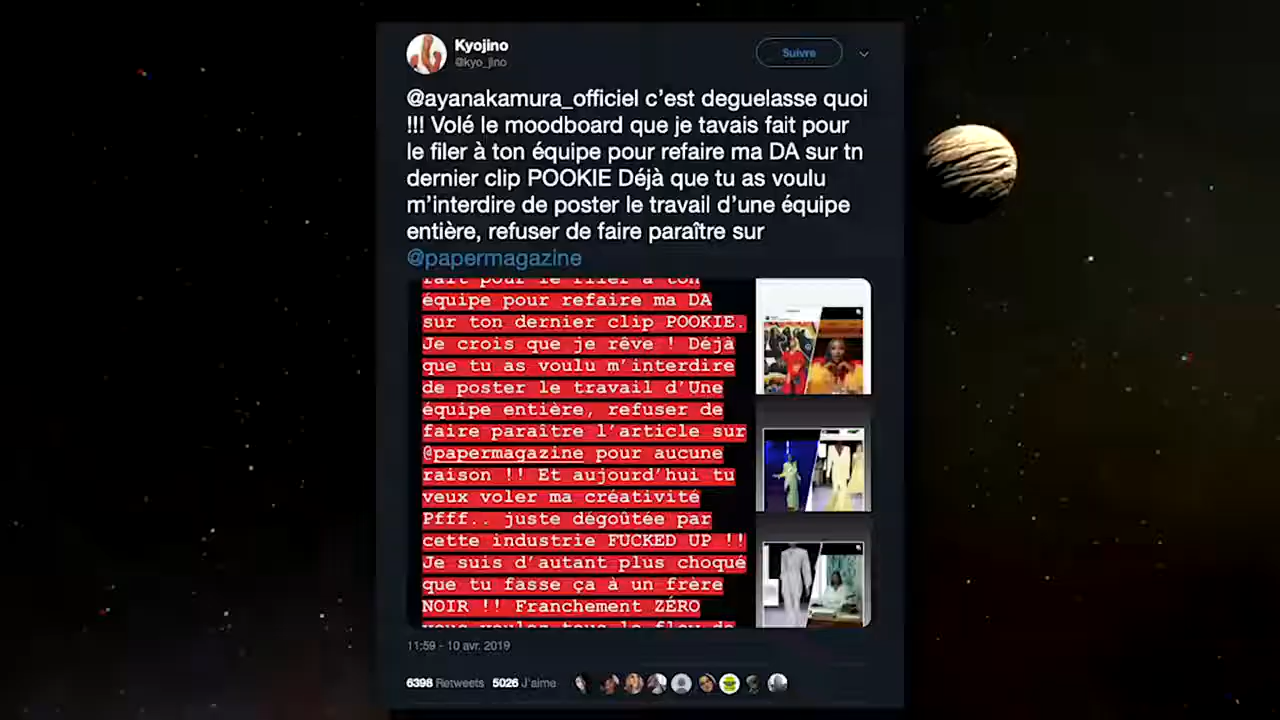 Kyojino
@kyo_jino
Suivre
@ayanakamura_officiel c’est deguelasse quoi
!!! Volé le moodboard que je tavais fait pour
le filer à ton équipe pour refaire ma DA sur tn
dernier clip POOKIE Déjà que tu as voulu
m’interdire de poster le travail d’une équipe
entière, refuser de faire paraître sur
@papermagazine
fait pour le filer à ton
équipe pour refaire ma DA
sur ton dernier clip POOKIE.
Je crois que je rêve ! Déjà
que tu as voulu m’interdire
de poster le travail d’Une
équipe entière, refuser de
faire paraître l’article sur
@papermagazine pour aucune
raison !! Et aujourd’hui tu
veux voler ma créativité
Pfff.. juste dégoûtée par
cette industrie FUCKED UP !!
Je suis d’autant plus choqué
que tu fasse ça à un frère
NOIR !! Franchement ZÉRO
11:59 - 10 avr. 2019
6398 Retweets 5026 J’aime